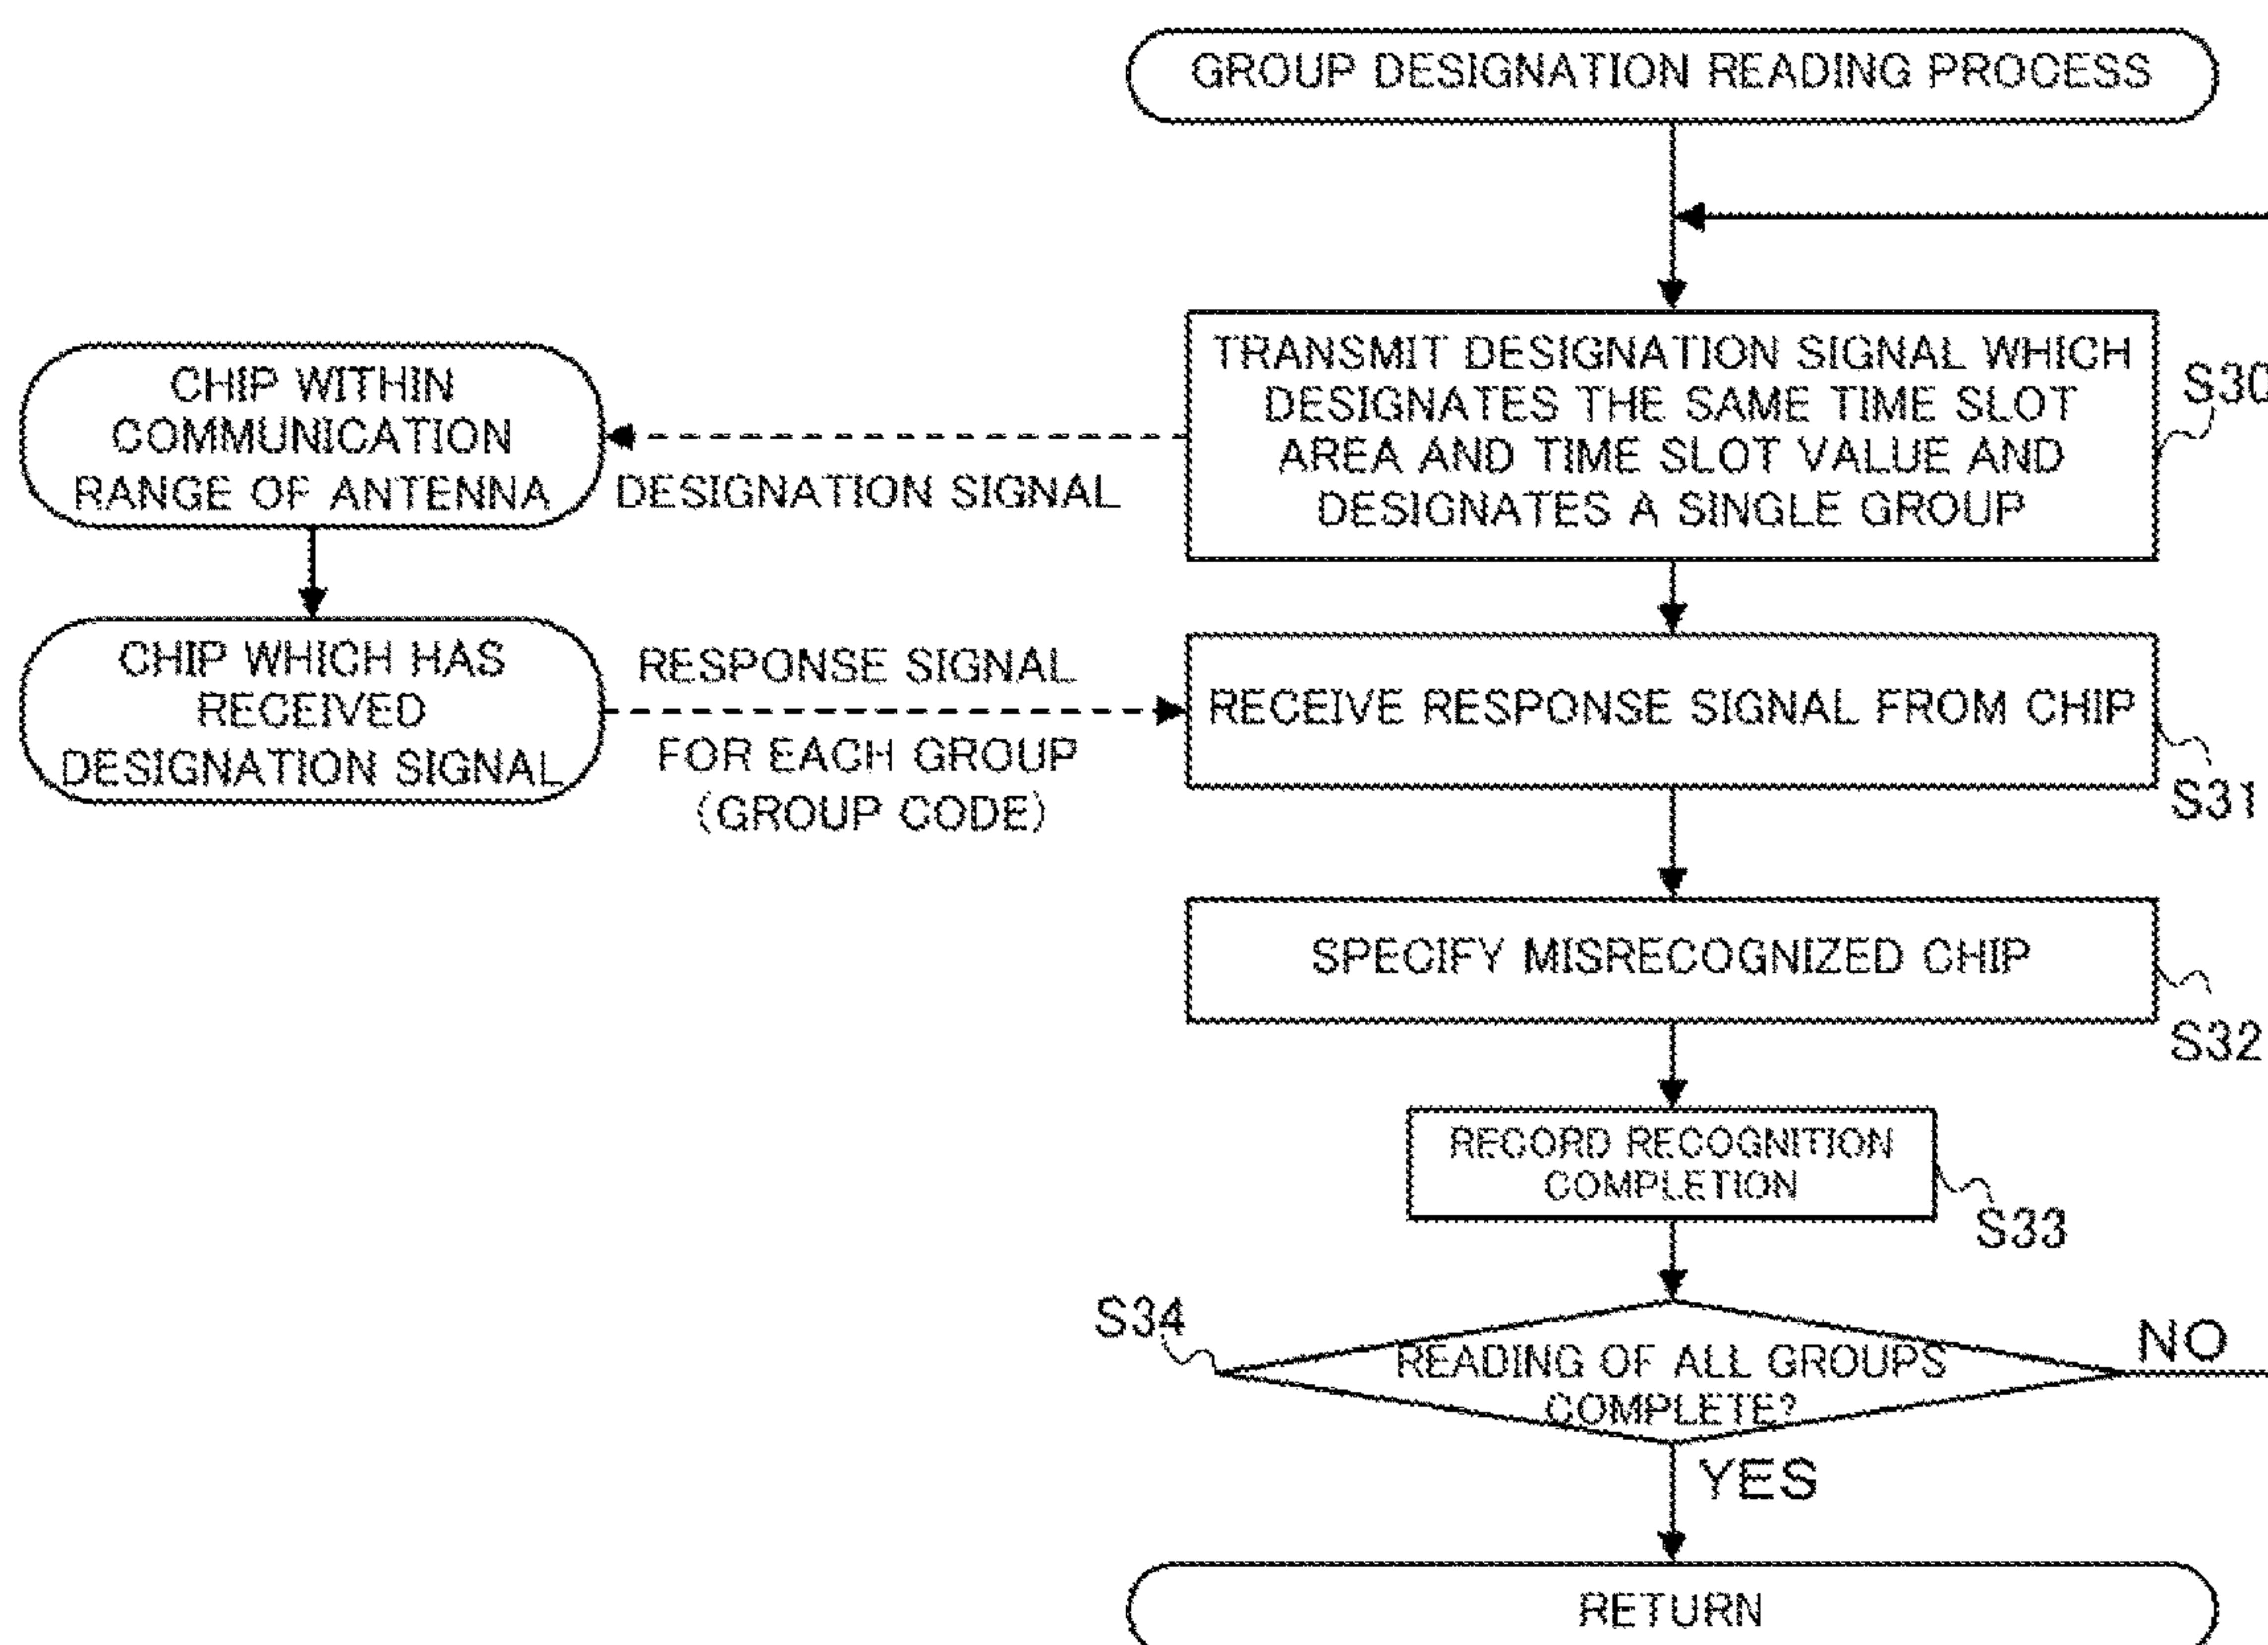 GROUP DESIGNATION READING PROCESS
TRANSMIT DESIGNATION SIGNAL WHICH
DESIGNATES THE SAME TIME SLOT
AREA AND TIME SLOT VALUE AND
DESIGNATES A SINGLE GROUP
S30
CHIP WITHIN
COMMUNICATION
RANGE OF ANTENNA
DESIGNATION SIGNAL
CHIP WHICH HAS
RECEIVED
DESIGNATION SIGNAL
RESPONSE SIGNAL
FOR EACH GROUP
(GROUP CODE)
RECEIVE RESPONSE SIGNAL FROM CHIP
S31
SPECIFY MISRECOGNIZED CHIP
S32
RECORD RECOGNITION
COMPLETION
S33
S34
READING OF ALL GROUPS
COMPLETE?
NO
YES
RETURN